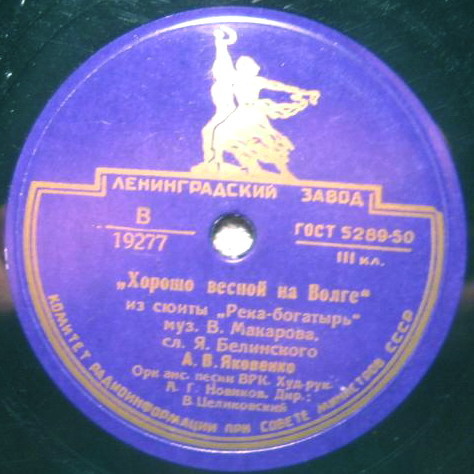 ЛЕНИНГРАДСКИЙ ЗАВОД
В
19277
ГОСТ 5289-50
III кл.
„Хорошо весной на Волге“
из сюиты „Река-богатырь“
муз. В. Макарова,
сл. Я. Белинского
А. В. Яковенко
Орк анс. песни ВРК. Худ-рук.
А. Г. Новиков. Дир.:
В. Целиковский
КОМИТЕТ РАДИОИНФОРМАЦИИ ПРИ СОВЕТЕ МИНИСТРОВ СССР